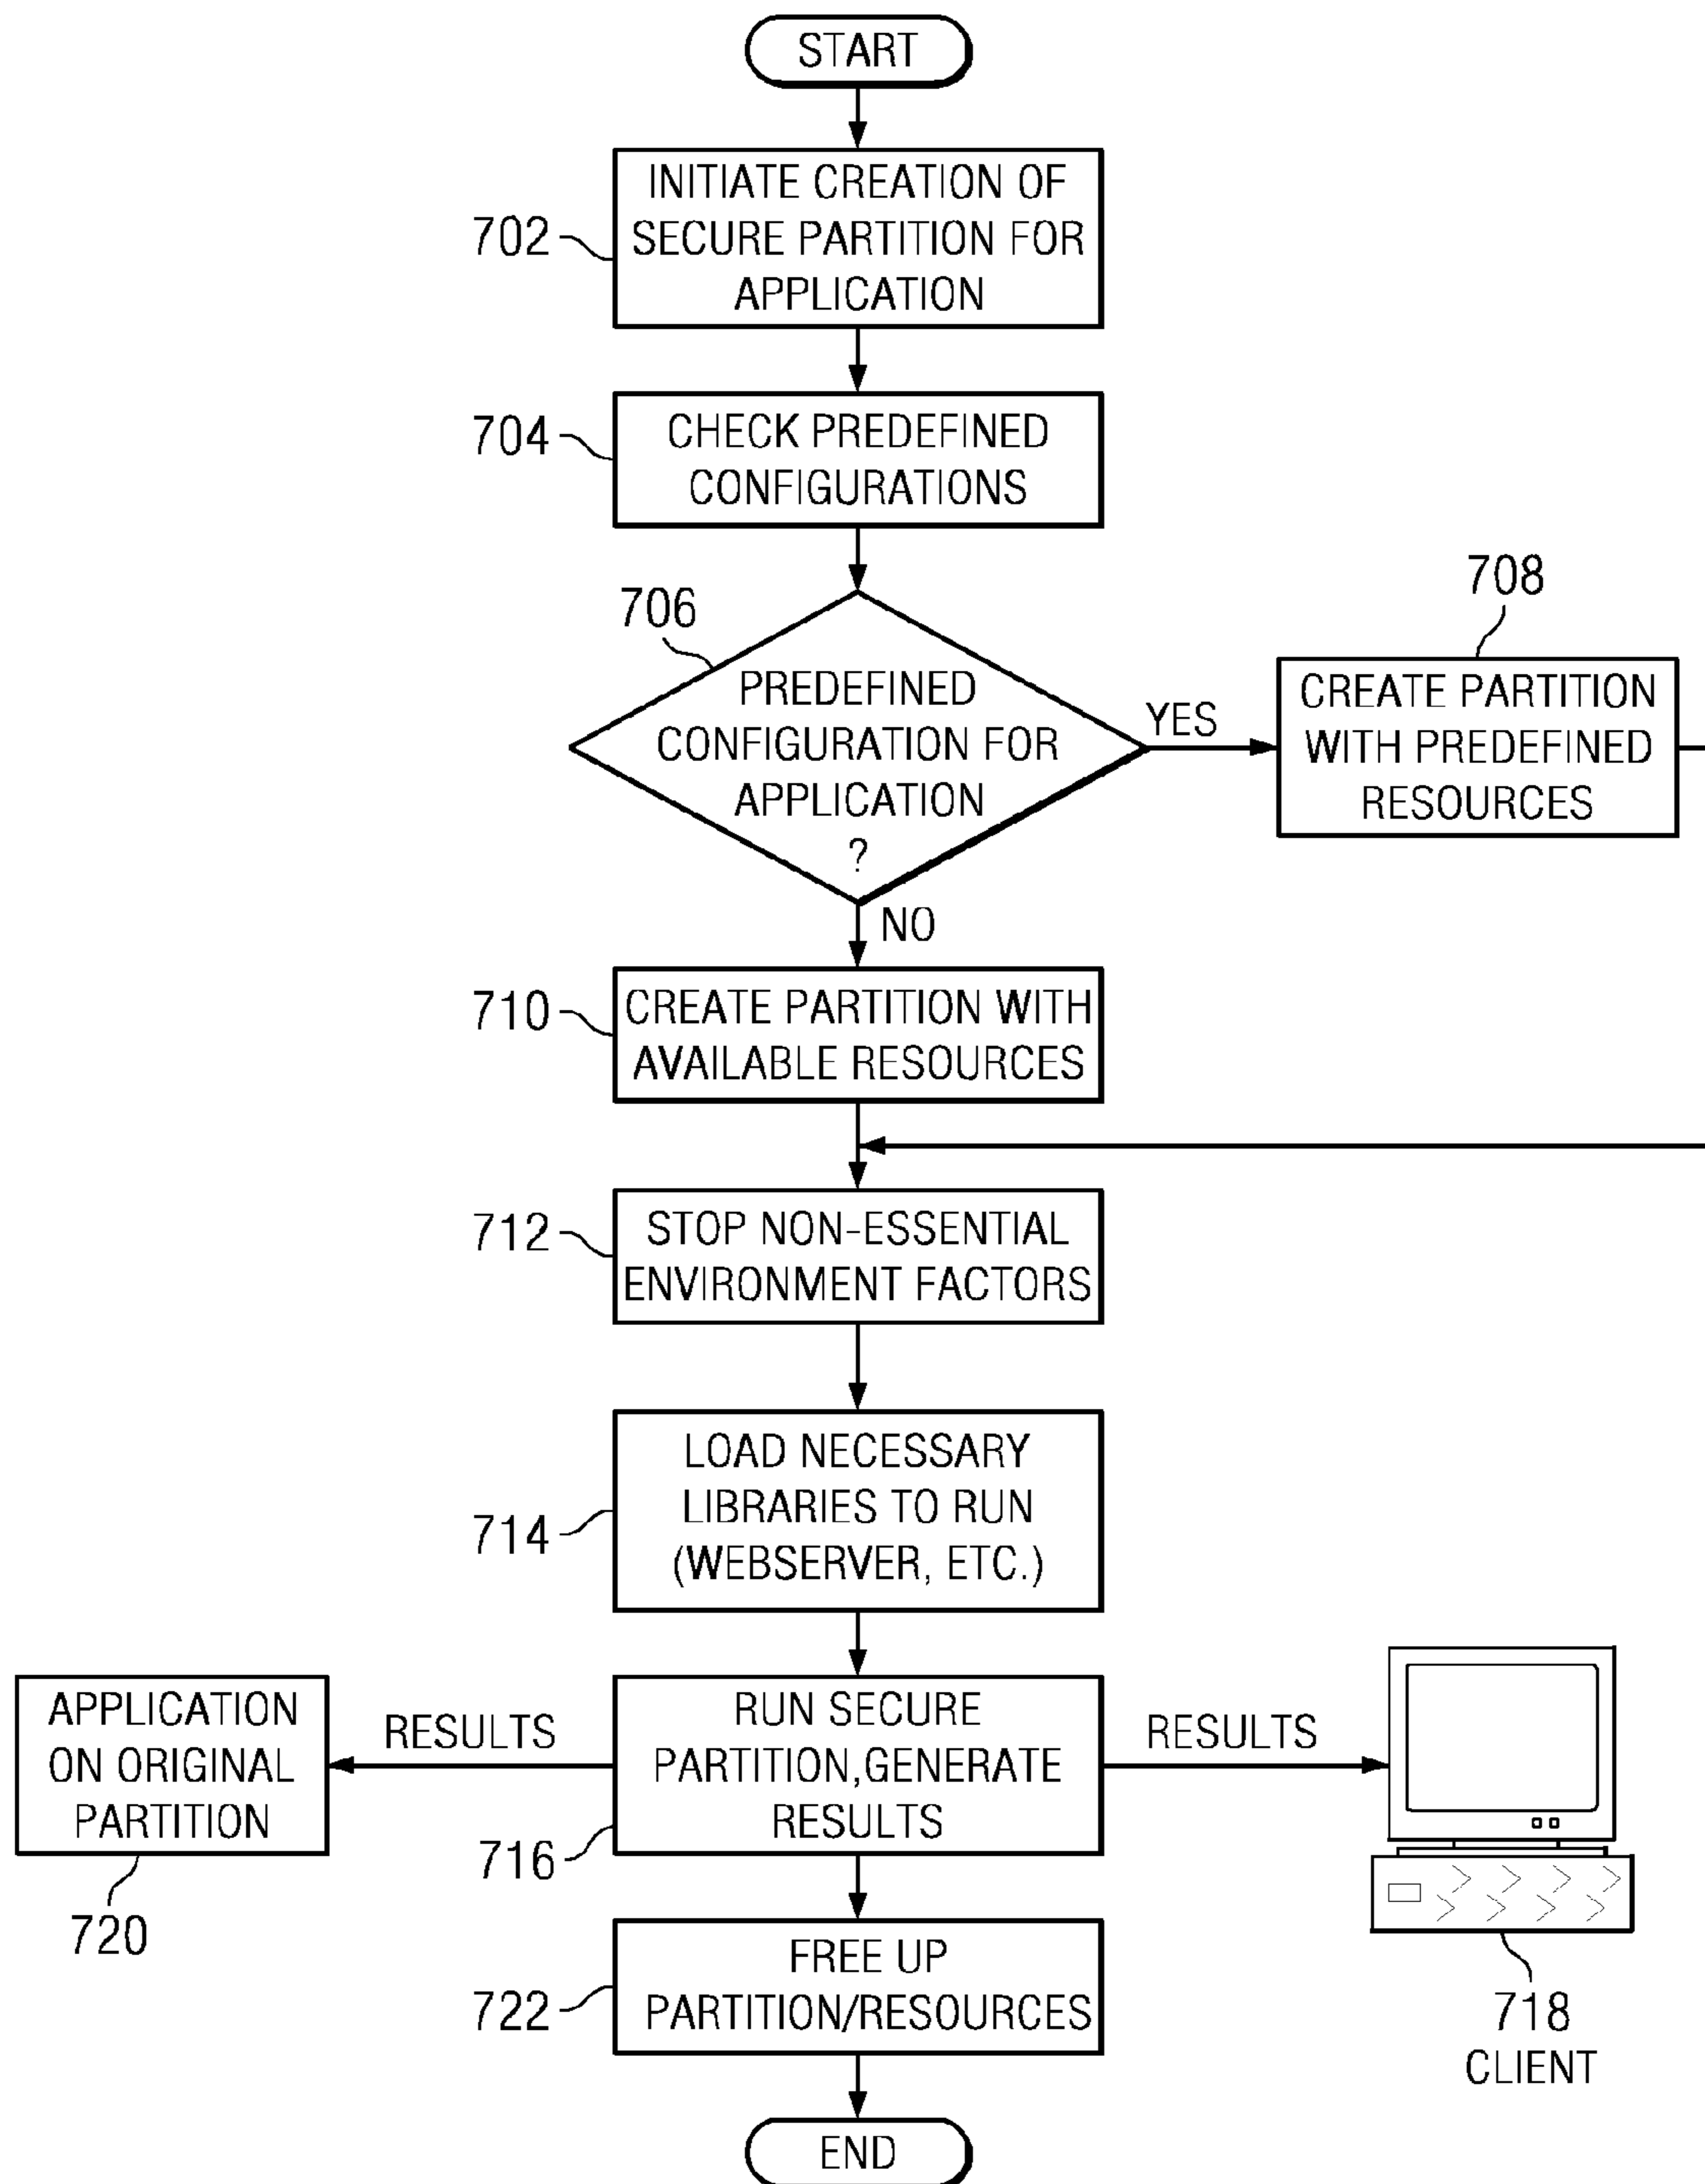 START
702
INITIATE CREATION OF
SECURE PARTITION FOR
APPLICATION
704
CHECK PREDEFINED
CONFIGURATIONS
706
PREDEFINED
CONFIGURATION FOR
APPLICATION
?
YES
708
CREATE PARTITION
WITH PREDEFINED
RESOURCES
NO
710
CREATE PARTITION WITH
AVAILABLE RESOURCES
712
STOP NON-ESSENTIAL
ENVIRONMENT FACTORS
714
LOAD NECESSARY
LIBRARIES TO RUN
(WEBSERVER, ETC.)
APPLICATION
ON ORIGINAL
PARTITION
720
RESULTS
RUN SECURE
PARTITION,GENERATE
RESULTS
716
RESULTS
718
CLIENT
722
FREE UP
PARTITION/RESOURCES
END